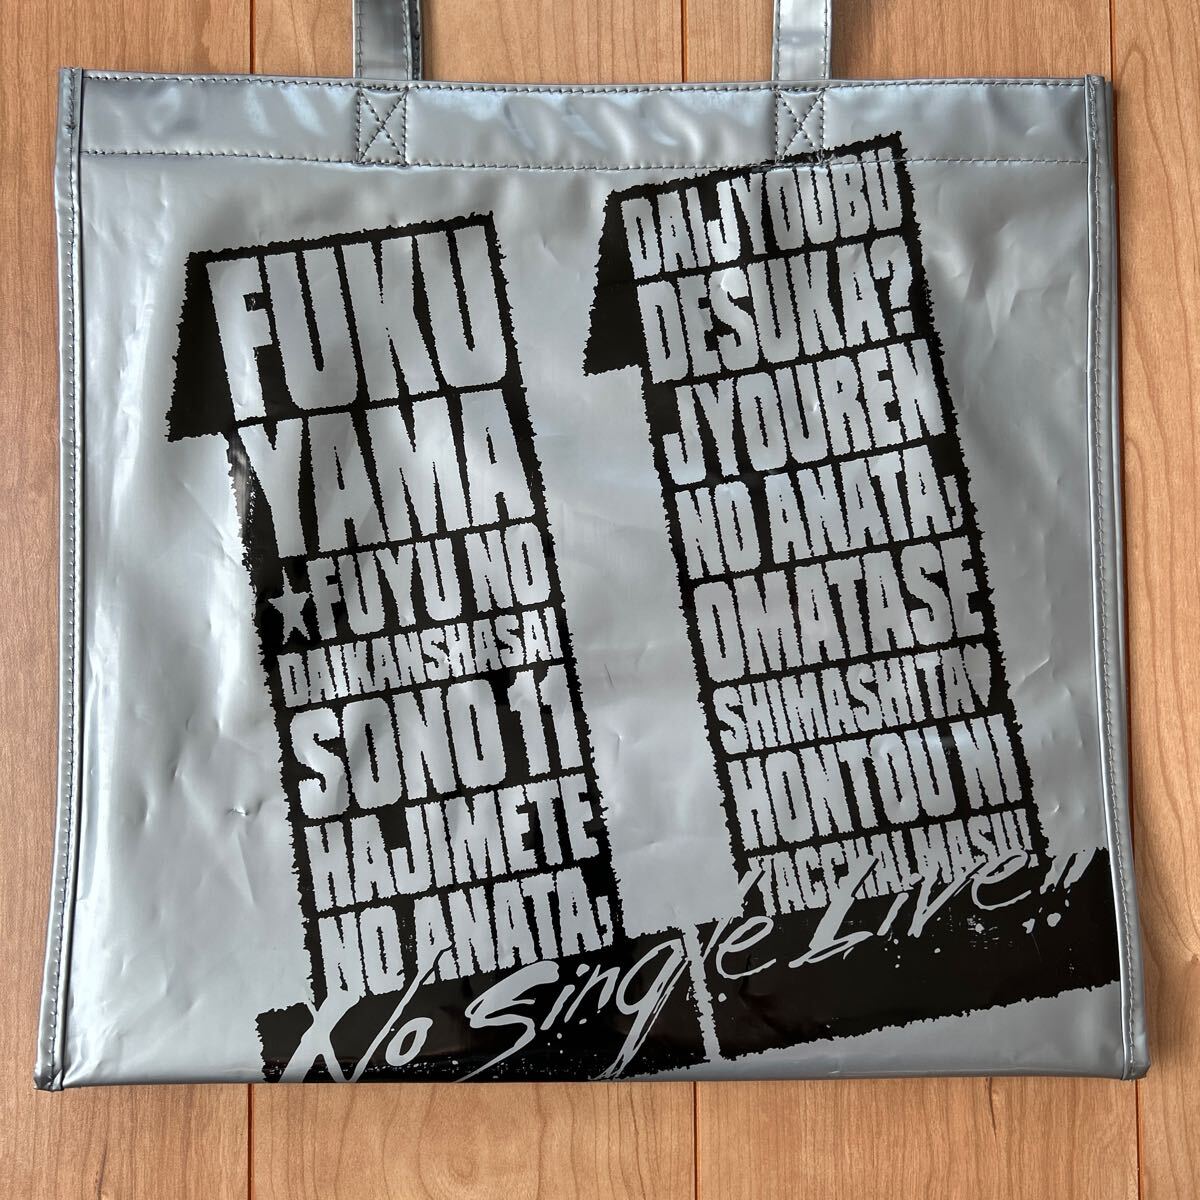 FUKU
YAMA
★FUYU NO
DAIKANSHASAI
SONO 11
HAJIMETE
NO ANATA,
DAIJYOUBU
DESUKA?
JYOUREN
NO ANATA,
OMATASE
SHIMASHITA♥
HONTOU NI
YACCHAIMASU!
No Single Live!!